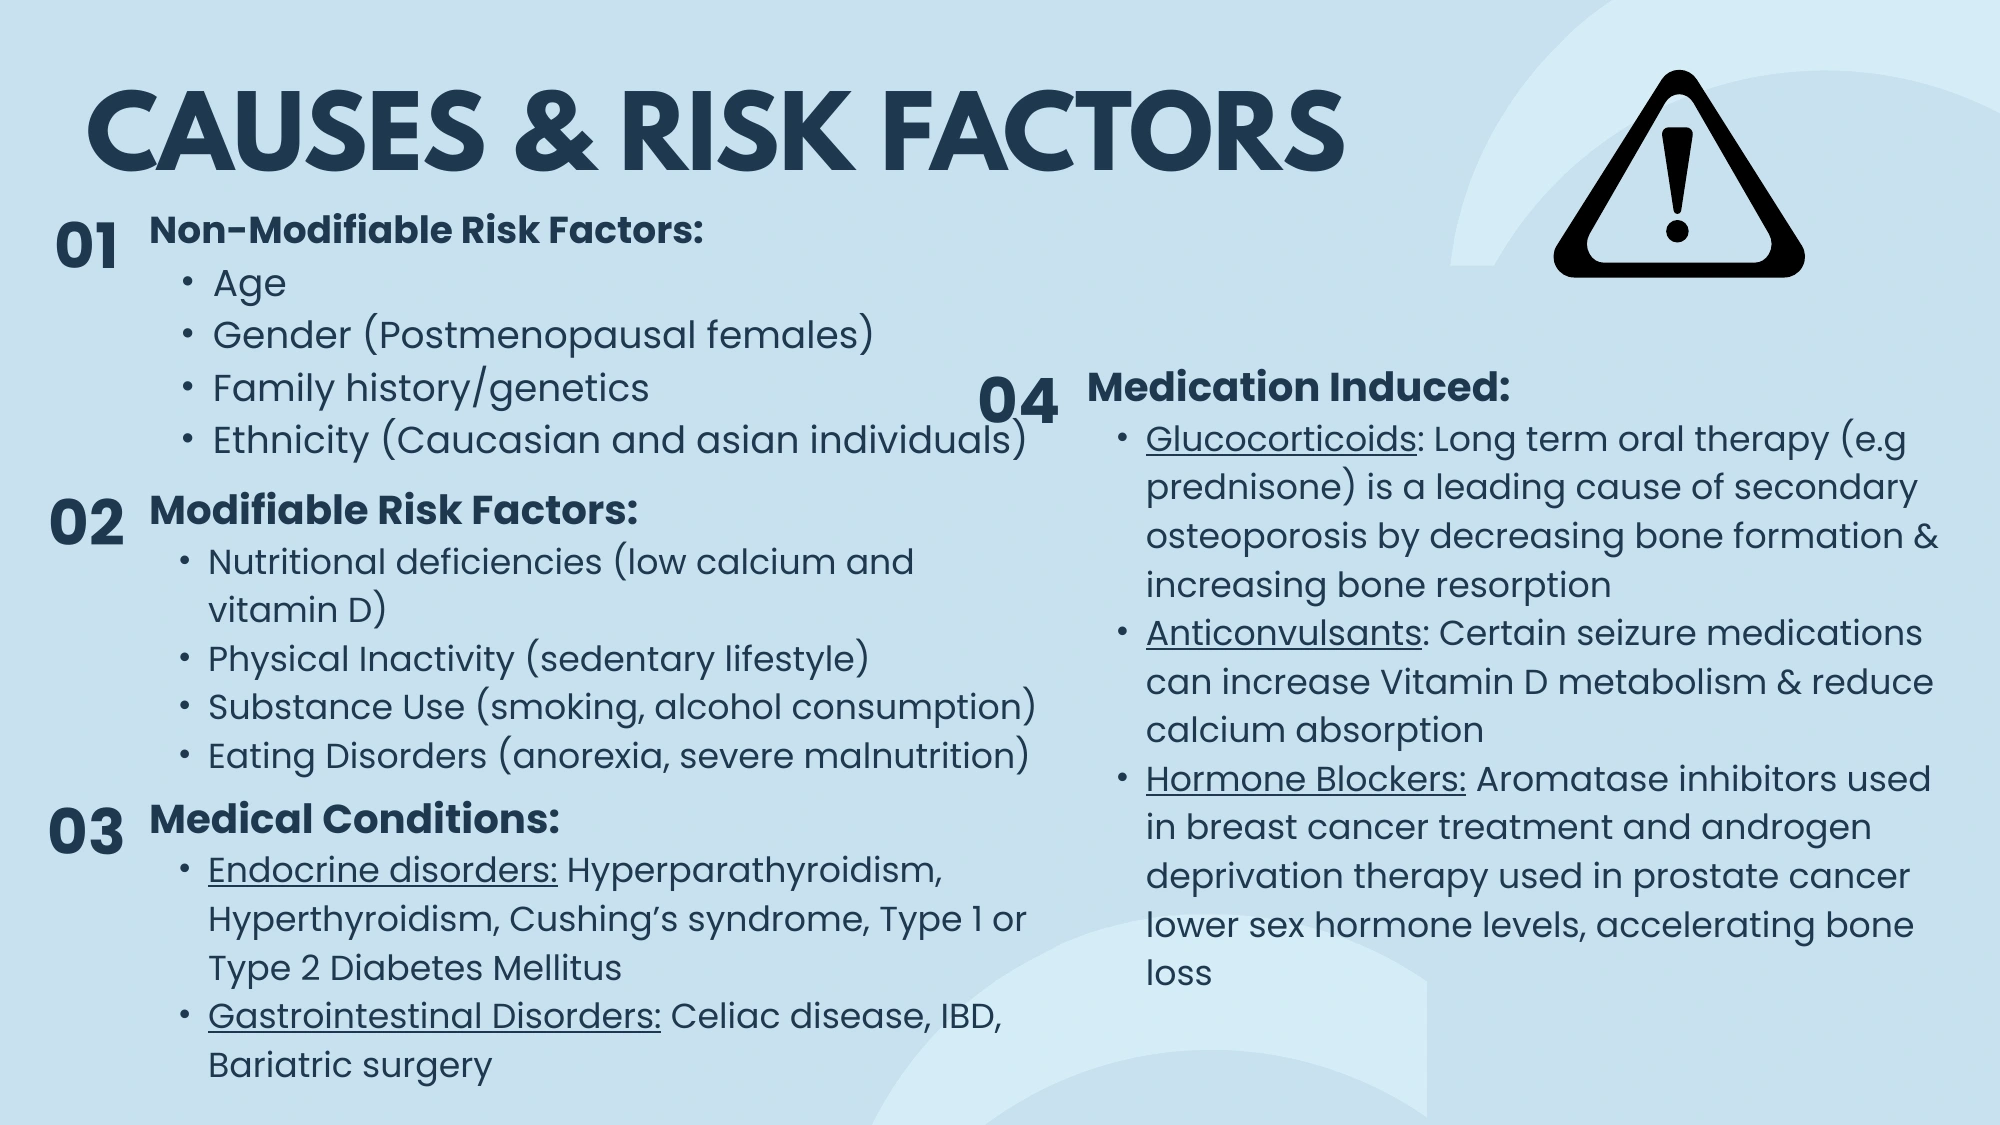 CAUSES & RISK FACTORS
01 Non-Modifiable Risk Factors:
• Age
• Gender (Postmenopausal females)
• Family history/genetics
• Ethnicity (Caucasian and asian individuals)
02 Modifiable Risk Factors:
• Nutritional deficiencies (low calcium and
vitamin D)
• Physical Inactivity (sedentary lifestyle)
• Substance Use (smoking, alcohol consumption)
• Eating Disorders (anorexia, severe malnutrition)
03 Medical Conditions:
• Endocrine disorders: Hyperparathyroidism,
Hyperthyroidism, Cushing’s syndrome, Type 1 or
Type 2 Diabetes Mellitus
• Gastrointestinal Disorders: Celiac disease, IBD,
Bariatric surgery
04 Medication Induced:
• Glucocorticoids: Long term oral therapy (e.g
prednisone) is a leading cause of secondary
osteoporosis by decreasing bone formation &
increasing bone resorption
• Anticonvulsants: Certain seizure medications
can increase Vitamin D metabolism & reduce
calcium absorption
• Hormone Blockers: Aromatase inhibitors used
in breast cancer treatment and androgen
deprivation therapy used in prostate cancer
lower sex hormone levels, accelerating bone
loss